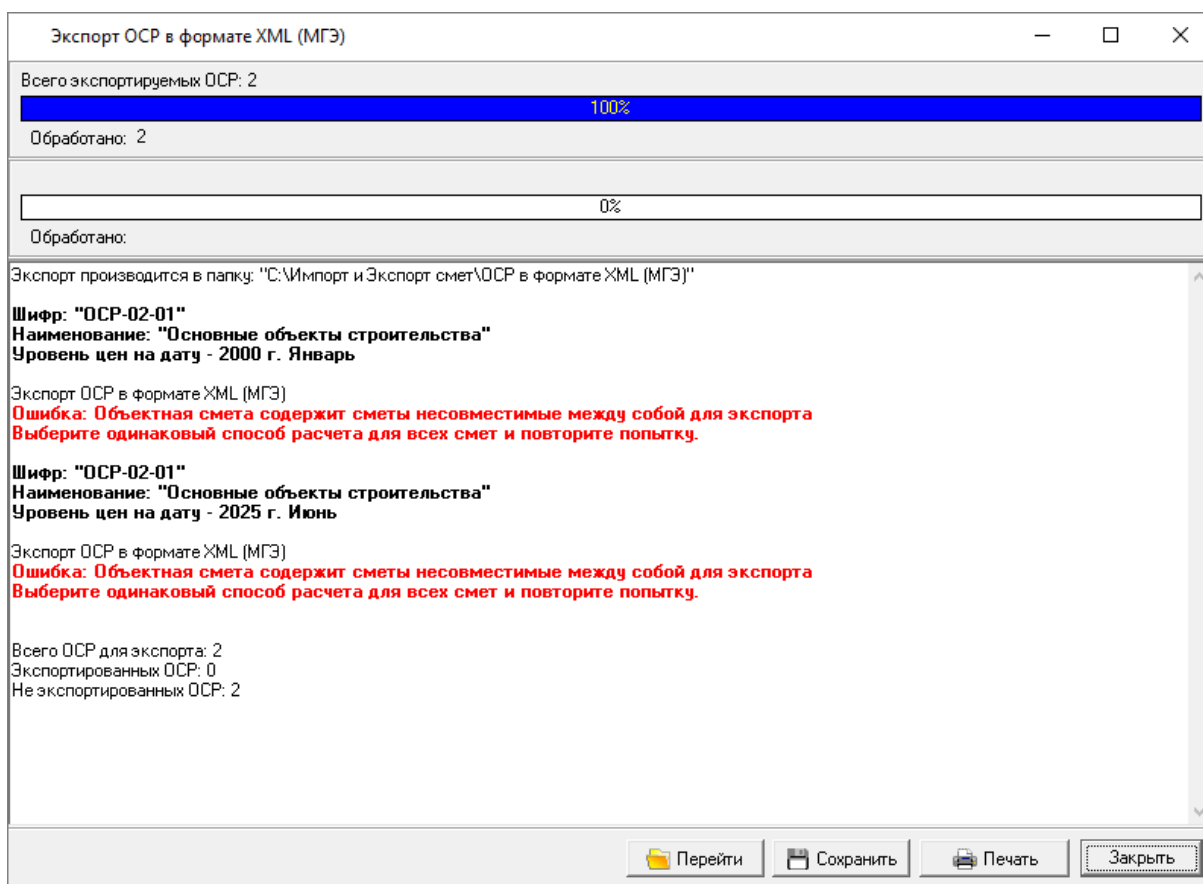 Экспорт ОСР в формате XML (МГЭ)
Всего экспортируемых ОСР: 2
100%
Обработано: 2
0%
Обработано:
Экспорт производится в папку: "C:\Импорт и Экспорт смет\ОСР в формате XML (МГЭ)"
Шифр: "ОСР-02-01"
Наименование: "Основные объекты строительства"
Уровень цен на дату - 2000 г. Январь
Экспорт ОСР в формате XML (МГЭ)
Ошибка: Объектная смета содержит сметы несовместимые между собой для экспорта
Выберите одинаковый способ расчета для всех смет и повторите попытку.
Шифр: "ОСР-02-01"
Наименование: "Основные объекты строительства"
Уровень цен на дату - 2025 г. Июнь
Экспорт ОСР в формате XML (МГЭ)
Ошибка: Объектная смета содержит сметы несовместимые между собой для экспорта
Выберите одинаковый способ расчета для всех смет и повторите попытку.
Всего ОСР для экспорта: 2
Экспортированных ОСР: 0
Не экспортированных ОСР: 2
Перейти Сохранить Печать Закрыть